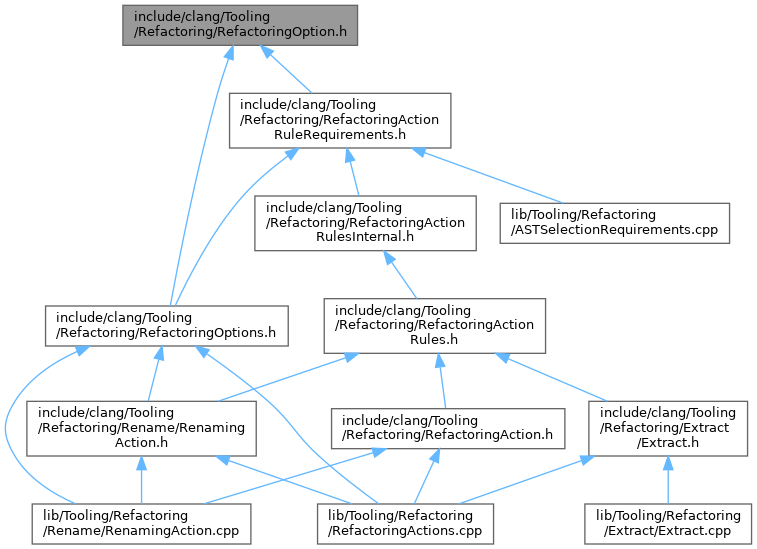 include/clang/Tooling
/Refactoring/RefactoringOption.h
include/clang/Tooling
/Refactoring/RefactoringAction
RuleRequirements.h
include/clang/Tooling
/Refactoring/RefactoringAction
RulesInternal.h
lib/Tooling/Refactoring
/ASTSelectionRequirements.cpp
include/clang/Tooling
/Refactoring/RefactoringOptions.h
include/clang/Tooling
/Refactoring/RefactoringAction
Rules.h
include/clang/Tooling
/Refactoring/Rename/Renaming
Action.h
include/clang/Tooling
/Refactoring/RefactoringAction.h
include/clang/Tooling
/Refactoring/Extract
/Extract.h
lib/Tooling/Refactoring
/Rename/RenamingAction.cpp
lib/Tooling/Refactoring
/RefactoringActions.cpp
lib/Tooling/Refactoring
/Extract/Extract.cpp